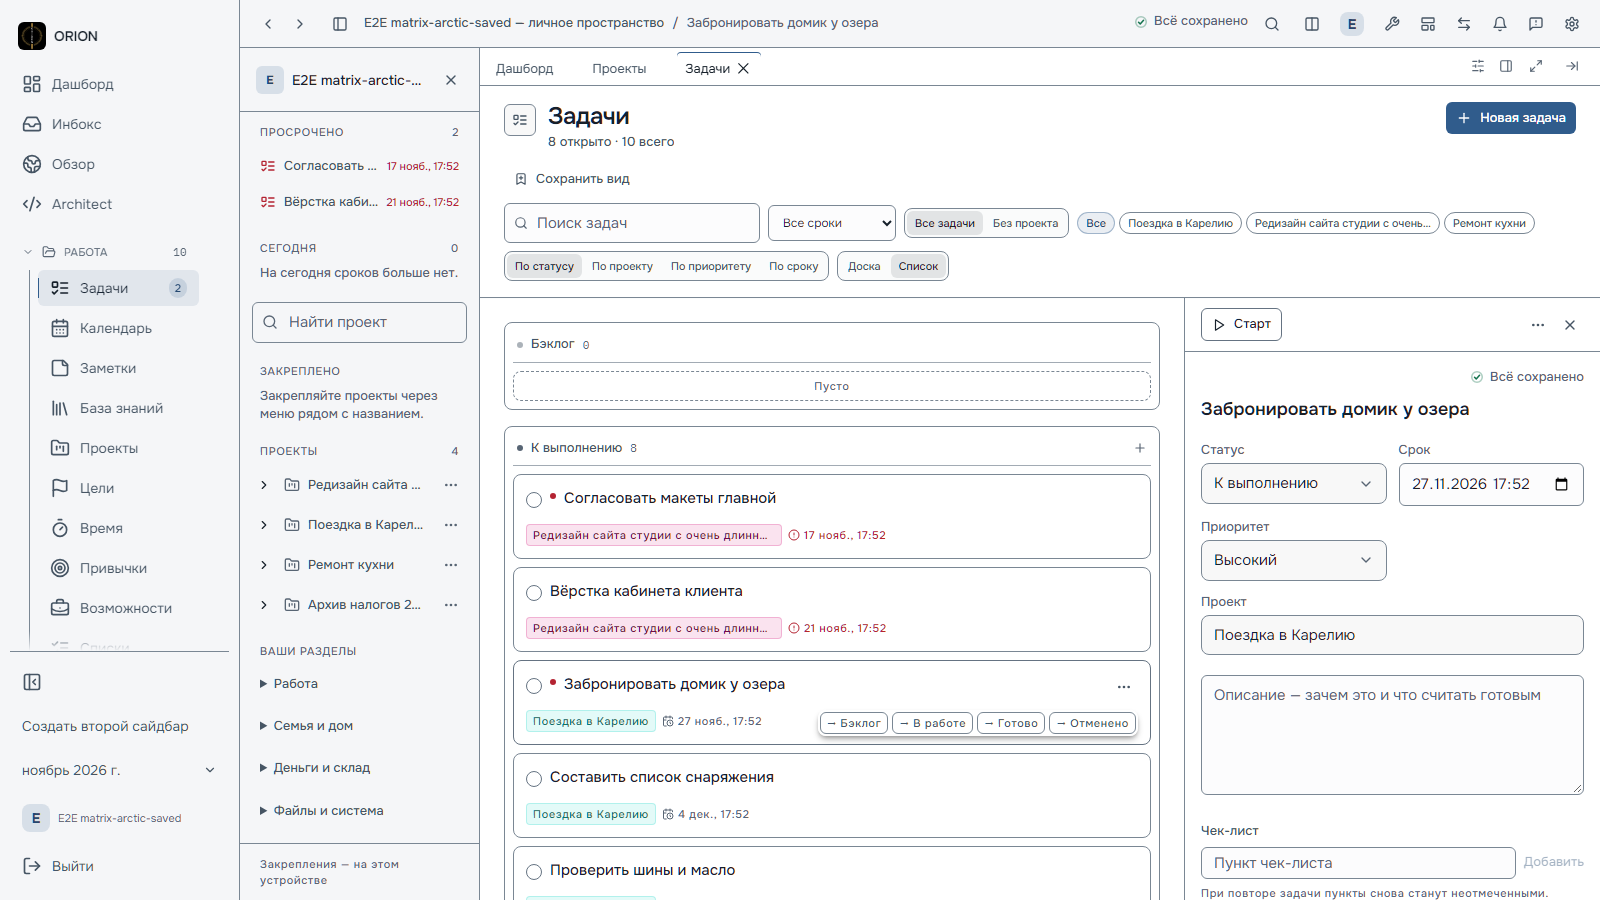 ORION
Дашборд
Инбокс
Обзор
Architect
РАБОТА 10
Задачи 2
Календарь
Заметки
База знаний
Проекты
Цели
Время
Привычки
Возможности
Списки
Создать второй сайдбар
ноябрь 2026 г.
E E2E matrix-arctic-saved
Выйти
E2E matrix-arctic-saved — личное пространство / Забронировать домик у озера
Всё сохранено
E
E E2E matrix-arctic-...
ПРОСРОЧЕНО 2
Согласовать ... 17 нояб., 17:52
Вёрстка каби... 21 нояб., 17:52
СЕГОДНЯ 0
На сегодня сроков больше нет.
Найти проект
ЗАКРЕПЛЕНО
Закрепляйте проекты через
меню рядом с названием.
ПРОЕКТЫ 4
Редизайн сайта ...
Поездка в Карел...
Ремонт кухни
Архив налогов 2...
ВАШИ РАЗДЕЛЫ
Работа
Семья и дом
Деньги и склад
Файлы и система
Закрепления — на этом
устройстве
Дашборд Проекты Задачи
Задачи
8 открыто · 10 всего
Новая задача
Сохранить вид
Поиск задач
Все сроки
Все задачи Без проекта
Все Поездка в Карелию Редизайн сайта студии с очень... Ремонт кухни
По статусу По проекту По приоритету По сроку
Доска Список
Бэклог 0
Пусто
К выполнению 8
Согласовать макеты главной
Редизайн сайта студии с очень длинн... 17 нояб., 17:52
Вёрстка кабинета клиента
Редизайн сайта студии с очень длинн... 21 нояб., 17:52
Забронировать домик у озера
Поездка в Карелию 27 нояб., 17:52
→ Бэклог → В работе → Готово → Отменено
Составить список снаряжения
Поездка в Карелию 4 дек., 17:52
Проверить шины и масло
Старт
Всё сохранено
Забронировать домик у озера
Статус Срок
К выполнению 27.11.2026 17:52
Приоритет
Высокий
Проект
Поездка в Карелию
Описание — зачем это и что считать готовым
Чек-лист
Пункт чек-листа Добавить
При повторе задачи пункты снова станут неотмеченными.